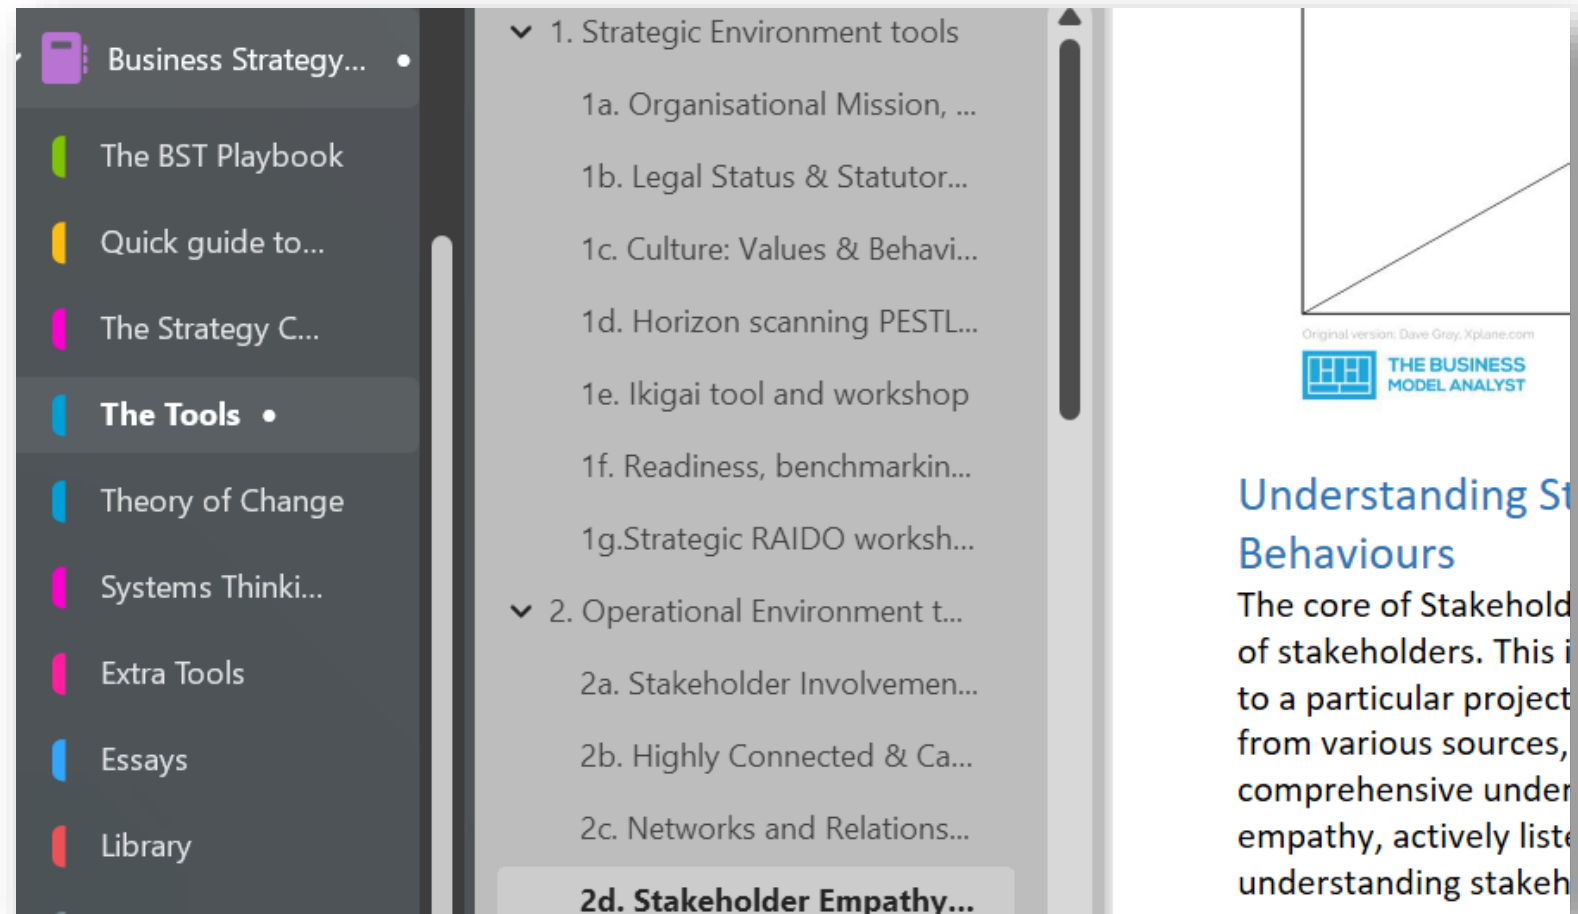 Business Strategy...
The BST Playbook
Quick guide to...
The Strategy C...
The Tools
Theory of Change
Systems Thinki...
Extra Tools
Essays
Library
1. Strategic Environment tools
1a. Organisational Mission, ...
1b. Legal Status & Statutor...
1c. Culture: Values & Behavi...
1d. Horizon scanning PESTL...
1e. Ikigai tool and workshop
1f. Readiness, benchmarkin...
1g.Strategic RAIDO worksh...
2. Operational Environment t...
2a. Stakeholder Involvemen...
2b. Highly Connected & Ca...
2c. Networks and Relations...
2d. Stakeholder Empathy...
Original version: Dave Gray, Xplane.com
THE BUSINESS
MODEL ANALYST
Understanding St
Behaviours
The core of Stakehold
of stakeholders. This i
to a particular project
from various sources,
comprehensive under
empathy, actively liste
understanding stakeh